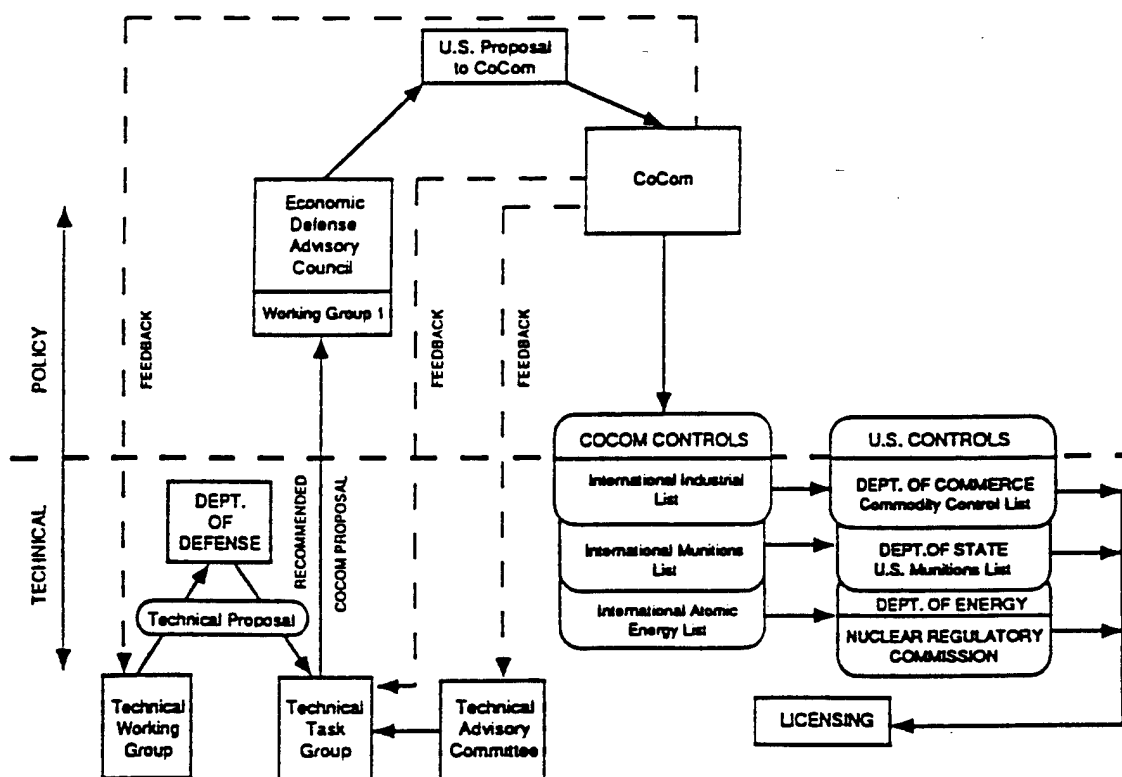 U.S. Proposal
to CoCom
CoCom
Economic
Defense
Advisory
Council
Working Group 1
POLICY
TECHNICAL
FEEDBACK
FEEDBACK
FEEDBACK
COCOM CONTROLS
International Industrial
List
International Munitions
List
International Atomic
Energy List
U.S. CONTROLS
DEPT. OF COMMERCE
Commodity Control List
DEPT.OF STATE
U.S. Munitions List
DEPT. OF ENERGY
NUCLEAR REGULATORY
COMMISSION
DEPT.
OF
DEFENSE
RECOMMENDED
COCOM PROPOSAL
Technical Proposal
Technical
Working
Group
Technical
Task
Group
Technical
Advisory
Committee
LICENSING